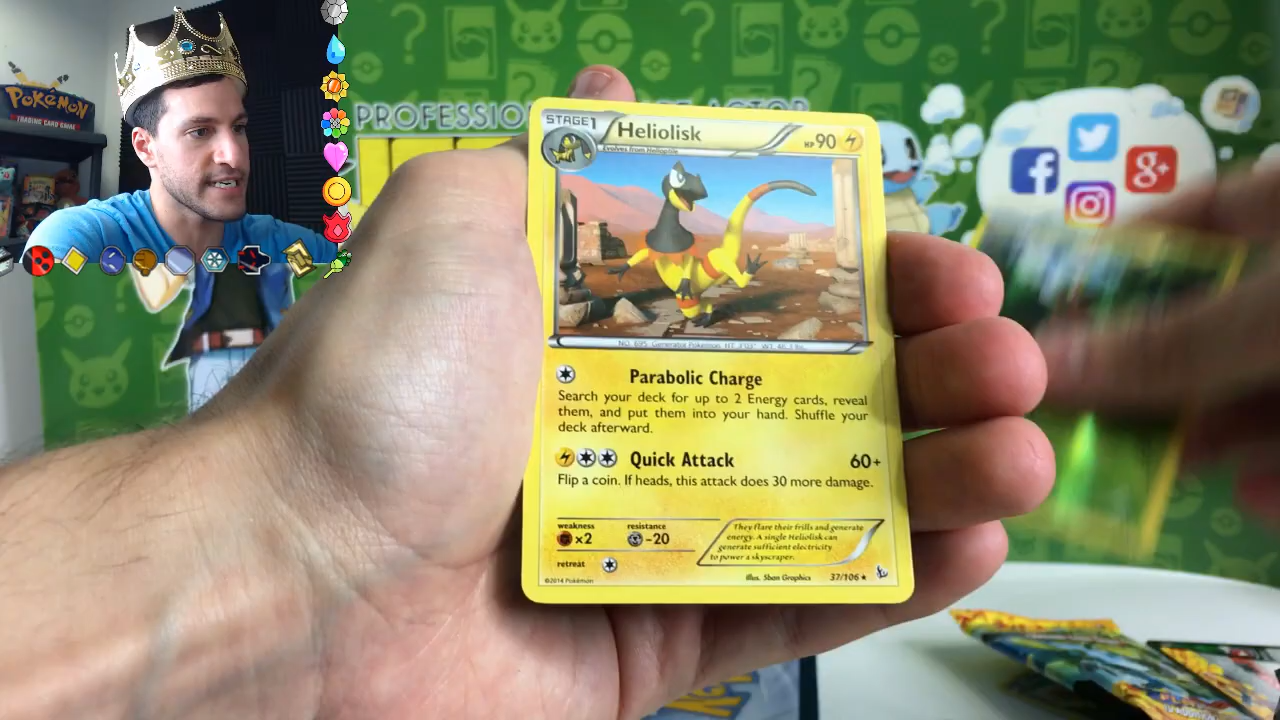 Pokémon
TRADING CARD GAME
PROFESSION
ACTOR
STAGE1
Heliolisk
HP90
Evolves from Helioptile
NO. 695 Generator Pokémon HT: 3'03" WT: 46.3 lbs.
Parabolic Charge
Search your deck for up to 2 Energy cards, reveal
them, and put them into your hand. Shuffle your
deck afterward.
Quick Attack 60+
Flip a coin. If heads, this attack does 30 more damage.
weakness
×2
resistance
-20
retreat
They flare their frills and generate
energy. A single Heliolisk can
generate sufficient electricity
to power a skyscraper.
©2014 Pokémon
Illus. 5ban Graphics
37/106